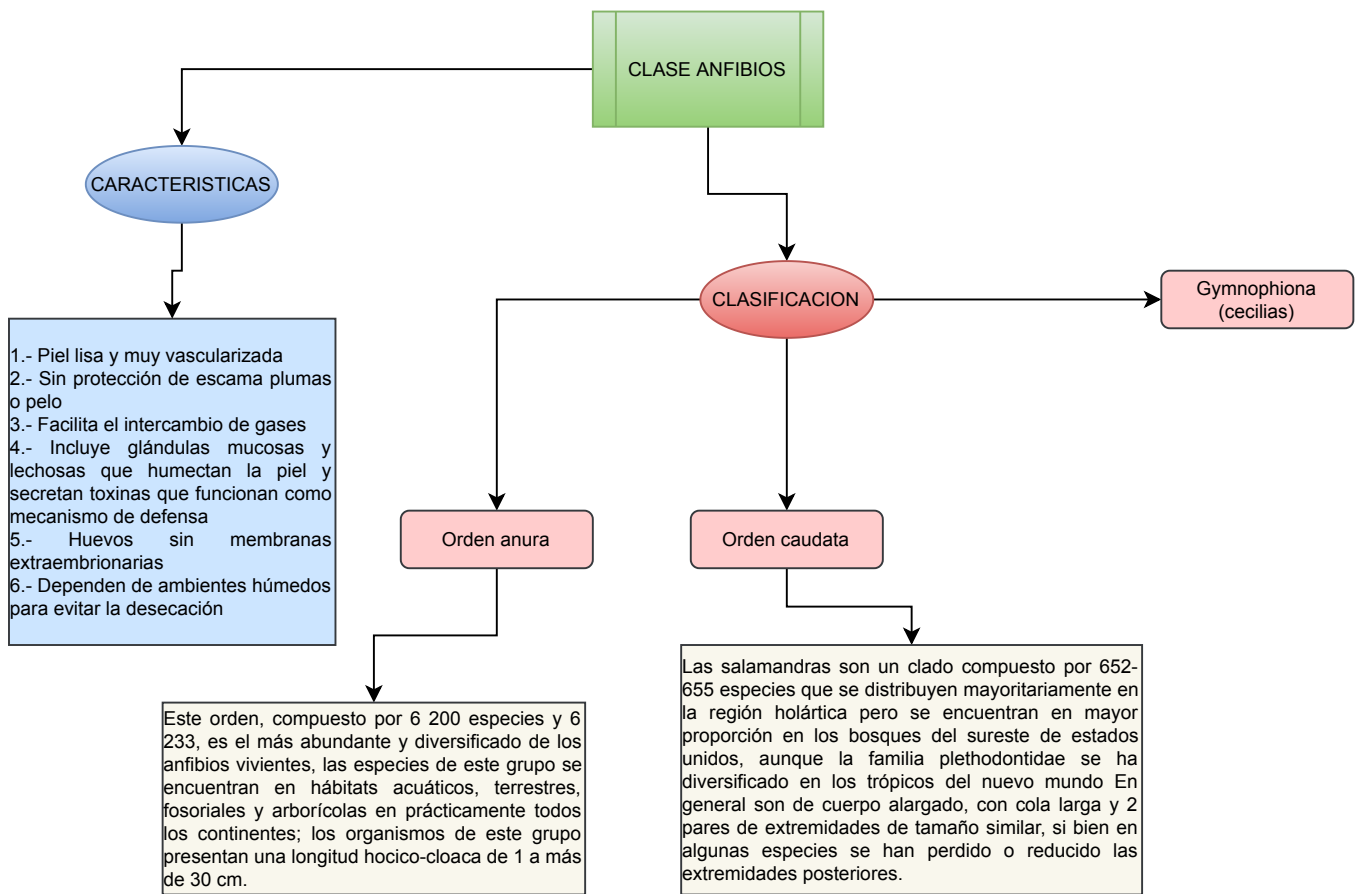 CLASE ANFIBIOS
CARACTERISTICAS
1.- Piel lisa y muy vascularizada
2.- Sin protección de escama plumas
o pelo
3.- Facilita el intercambio de gases
4.- Incluye glándulas mucosas y
lechosas que humectan la piel y
secretan toxinas que funcionan como
mecanismo de defensa
5.- Huevos sin membranas
extraembrionarias
6.- Dependen de ambientes húmedos
para evitar la desecación
CLASIFICACION
Gymnophiona
(cecilias)
Orden anura
Orden caudata
Este orden, compuesto por 6 200 especies y 6
233, es el más abundante y diversificado de los
anfibios vivientes, las especies de este grupo se
encuentran en hábitats acuáticos, terrestres,
fosoriales y arborícolas en prácticamente todos
los continentes; los organismos de este grupo
presentan una longitud hocico-cloaca de 1 a más
de 30 cm.
Las salamandras son un clado compuesto por 652-
655 especies que se distribuyen mayoritariamente en
la región holártica pero se encuentran en mayor
proporción en los bosques del sureste de estados
unidos, aunque la familia plethodontidae se ha
diversificado en los trópicos del nuevo mundo En
general son de cuerpo alargado, con cola larga y 2
pares de extremidades de tamaño similar, si bien en
algunas especies se han perdido o reducido las
extremidades posteriores.